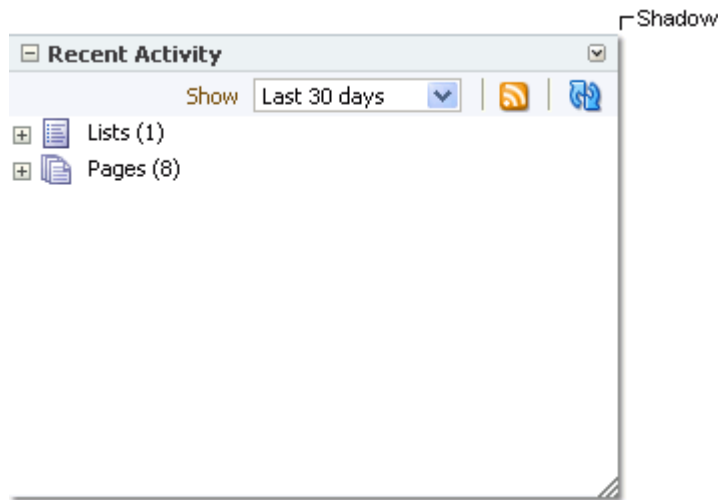 Shadow
Recent Activity
Show Last 30 days
Lists (1)
Pages (8)